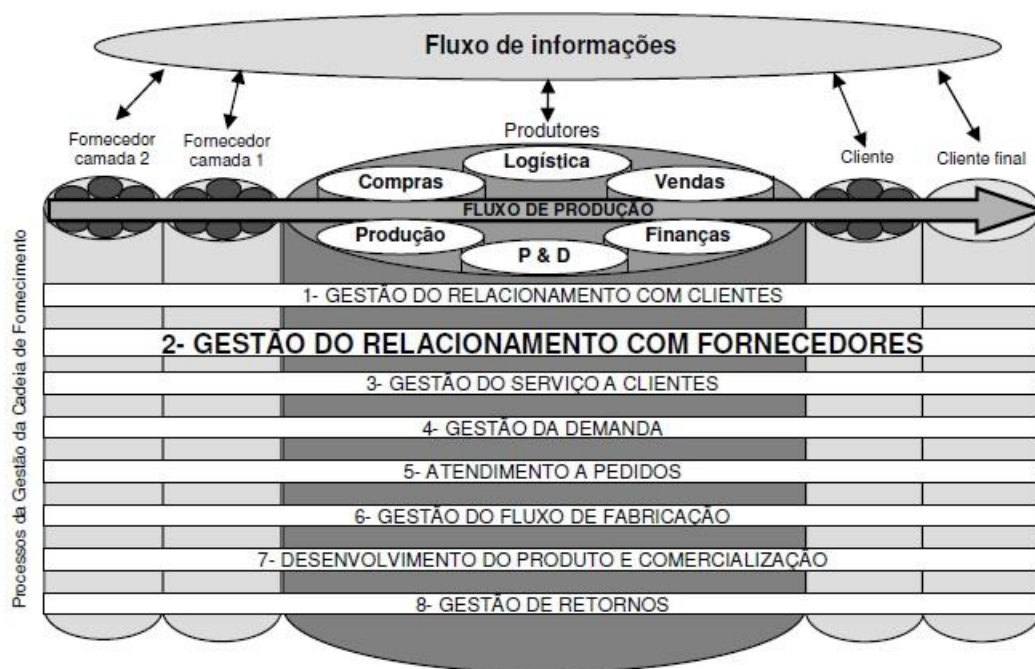 Fluxo de informações
Fornecedor
camada 2
Fornecedor
camada 1
Produtores
Cliente
Cliente final
Logística
Compras
Vendas
FLUXO DE PRODUÇÃO
Produção
Finanças
P & D
Processos da Gestão da Cadeia de Fornecimento
1- GESTÃO DO RELACIONAMENTO COM CLIENTES
2- GESTÃO DO RELACIONAMENTO COM FORNECEDORES
3- GESTÃO DO SERVIÇO A CLIENTES
4- GESTÃO DA DEMANDA
5- ATENDIMENTO A PEDIDOS
6- GESTÃO DO FLUXO DE FABRICAÇÃO
7- DESENVOLVIMENTO DO PRODUTO E COMERCIALIZAÇÃO
8- GESTÃO DE RETORNOS